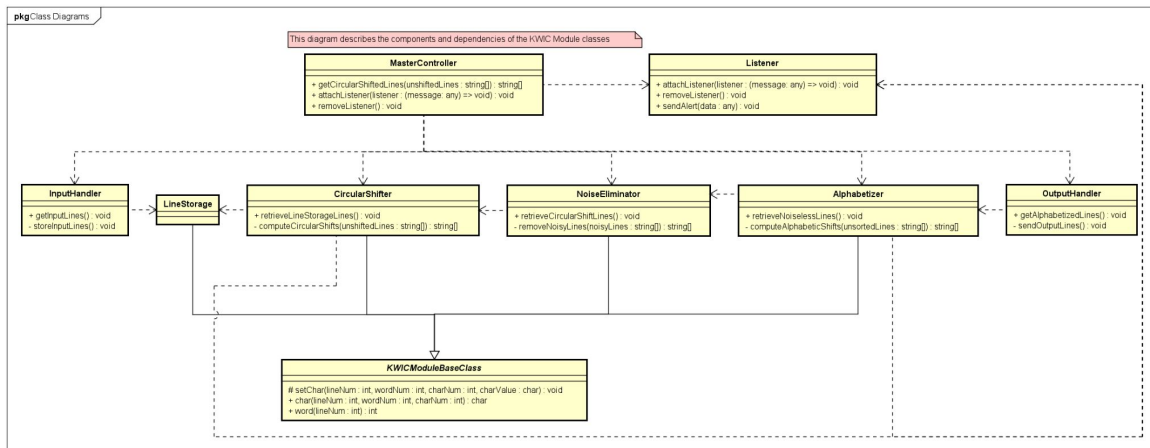 pkg Class Diagrams
This diagram describes the components and dependencies of the KWIC Module classes
MasterController
+ getCircularShiftedLines(unshiftedLines : string[]) : string[]
+ attachListener(listener : (message: any) => void) : void
+ removeListener() : void
Listener
+ attachListener(listener : (message: any) => void) : void
+ removeListener() : void
+ sendAlert(data : any) : void
InputHandler
+ getInputLines() : void
- storeInputLines() : void
LineStorage
CircularShifter
+ retrieveLineStorageLines() : void
- computeCircularShifts(unshiftedLines : string[]) : string[]
NoiseEliminator
+ retrieveCircularShiftLines() : void
- removeNoisyLines(noisyLines : string[]) : string[]
Alphabetizer
+ retrieveNoiselessLines() : void
- computeAlphabeticShifts(unsortedLines : string[]) : string[]
OutputHandler
+ getAlphabetizedLines() : void
- sendOutputLines() : void
KWICModuleBaseClass
# setChar(lineNum : int, wordNum : int, charNum : int, charValue : char) : void
+ char(lineNum : int, wordNum : int, charNum : int) : char
+ word(lineNum : int) : int